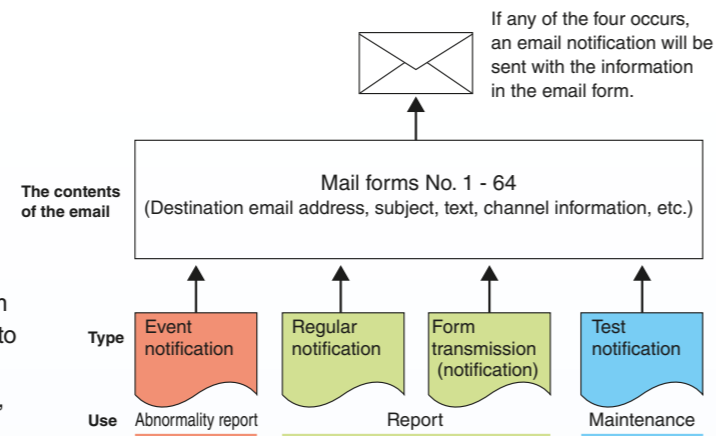 If any of the four occurs,
an email notification will be
sent with the information
in the email form.
The contents
of the email
Mail forms No. 1 - 64
(Destination email address, subject, text, channel information, etc.)
to
Type
Event
notification
Regular
notification
Form
transmission
(notification)
Test
notification
,
Use
Abnormality report
Report
Maintenance